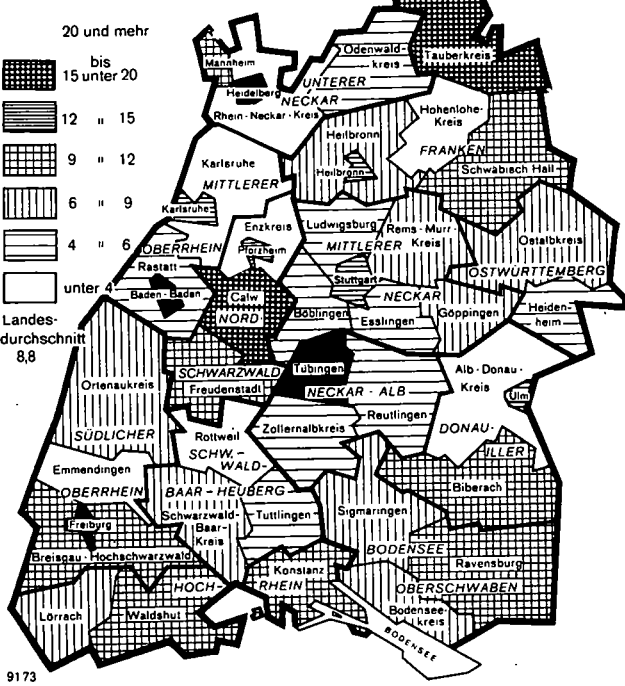 20 und mehr
bis
15 unter 20
12 " 15
9 " 12
6 " 9
4 " 6
unter 4
Landes-
durchschnitt
8,8
Mannheim
Odenwald-
kreis
Tauberkreis
Heidelberg
UNTERER
NECKAR
Rhein-Neckar-Kreis
Hohenlohe-
Kreis
Heilbronn
FRANKEN
Heilbronn
Schwäbisch Hall
Karlsruhe
MITTLERER
Karlsruhe
Enzkreis
OBERRHEIN
Pforzheim
Ludwigsburg
MITTLERER
Rems-Murr-
Kreis
Ostalbkreis
OSTWÜRTTEMBERG
Rastatt
Baden-Baden
Calw
NORD-
Stuttgart
NECKAR
Böblingen
Esslingen
Göppingen
Heiden-
heim
SCHWARZWALD
Freudenstadt
Tübingen
NECKAR-ALB
Alb-Donau-
Kreis
Ulm
Ortenaukreis
Reutlingen
SÜDLICHER
Rottweil
Zollernalbkreis
DONAU-
SCHW.-
WALD-
ILLER
Emmendingen
OBERRHEIN
BAAR-HEUBERG
Biberach
Freiburg
Schwarzwald-
Baar-
Kreis
Tuttlingen
Sigmaringen
Breisgau-Hochschwarzwald
BODENSEE
Ravensburg
HOCH-
RHEIN
Konstanz
OBERSCHWABEN
Lörrach
Waldshut
Bodensee-
kreis
BODENSEE
9173